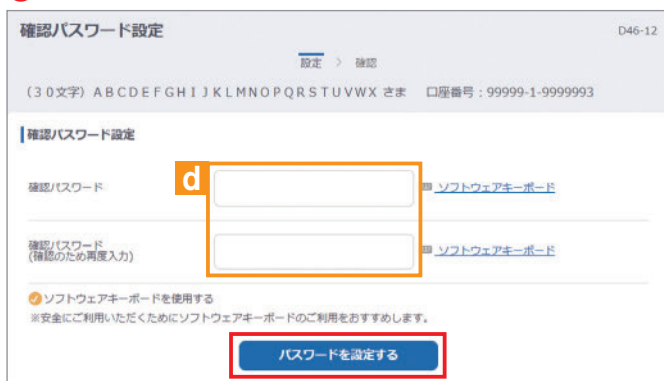 確認パスワード設定 D46-12
設定 > 確認
(30文字) ABCDEFGHIJKLMNOPQRSTUVWX さま 口座番号:99999-1-9999993
確認パスワード設定
確認パスワード d ソフトウェアキーボード
確認パスワード
(確認のため再度入力) ソフトウェアキーボード
ソフトウェアキーボードを使用する
※安全にご利用いただくためにソフトウェアキーボードのご利用をおすすめします。
パスワードを設定する